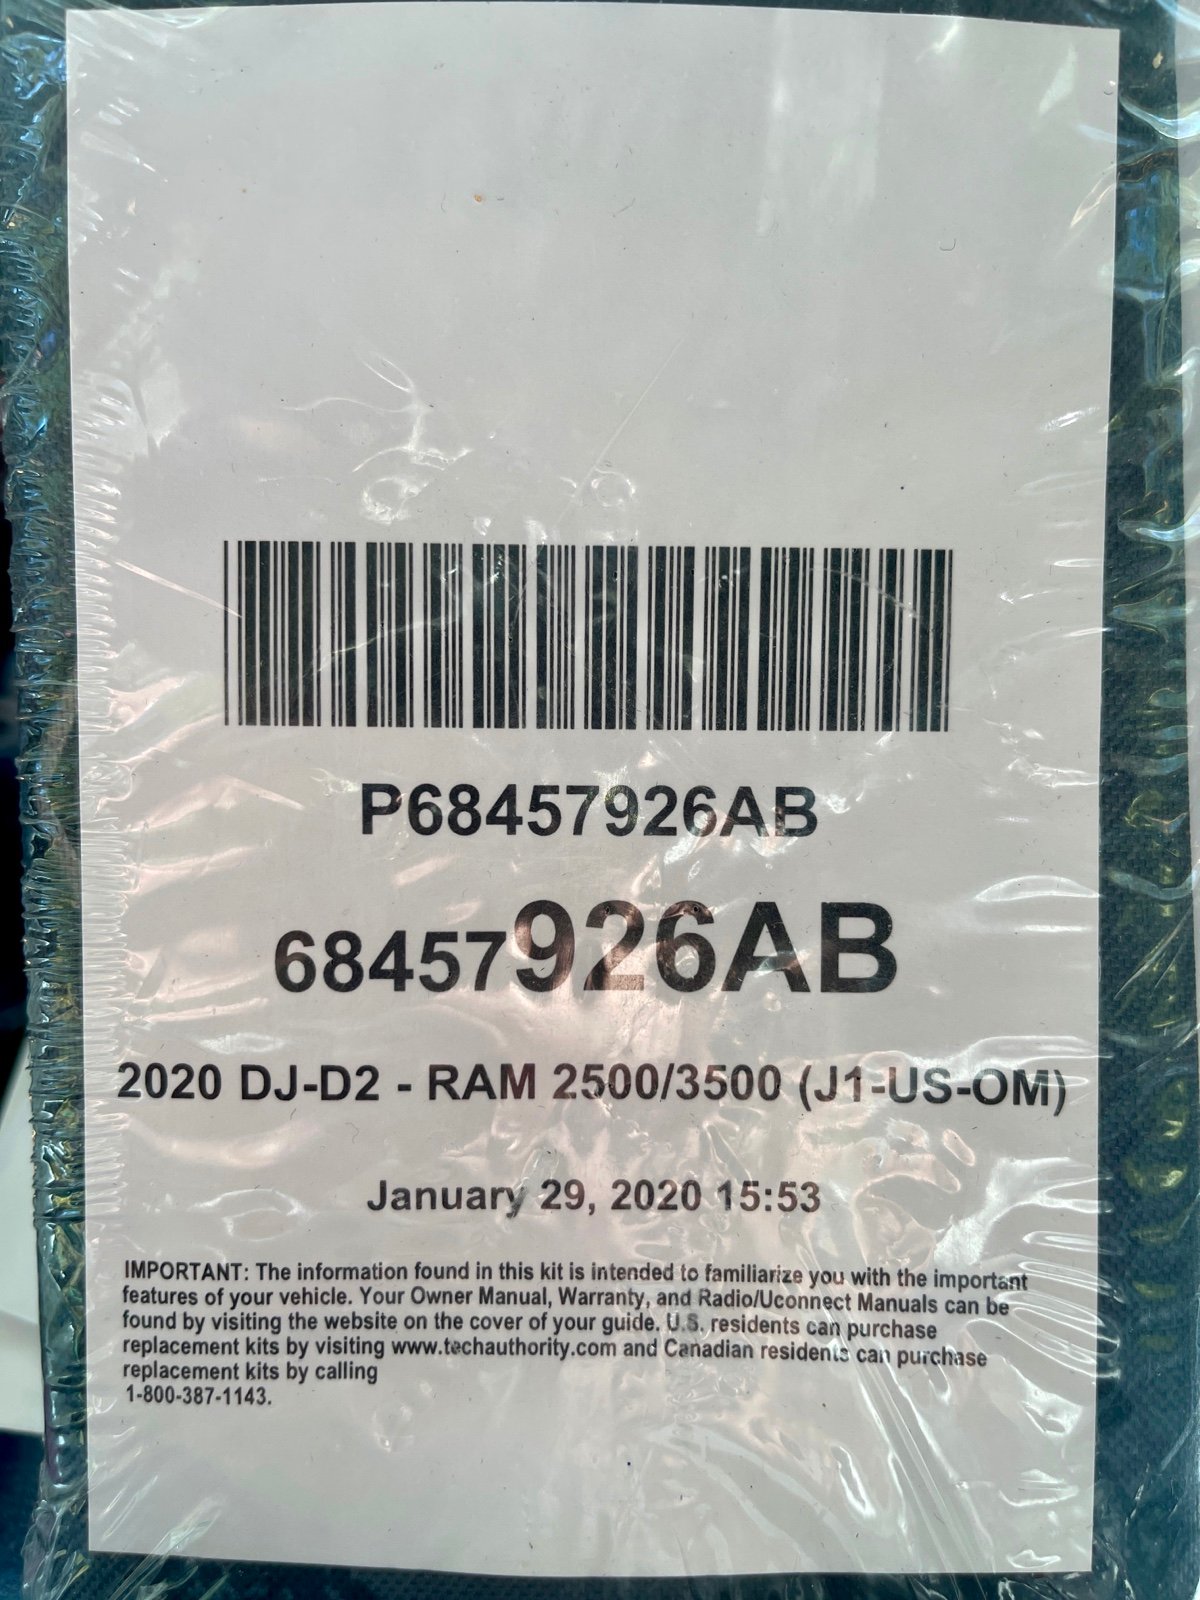 P68457926AB
68457926AB
2020 DJ-D2 - RAM 2500/3500 (J1-US-OM)
January 29, 2020 15:53
IMPORTANT: The information found in this kit is intended to familiarize you with the important
features of your vehicle. Your Owner Manual, Warranty, and Radio/Uconnect Manuals can be
found by visiting the website on the cover of your guide. U.S. residents can purchase
replacement kits by visiting www.techauthority.com and Canadian residents can purchase
replacement kits by calling
1-800-387-1143.